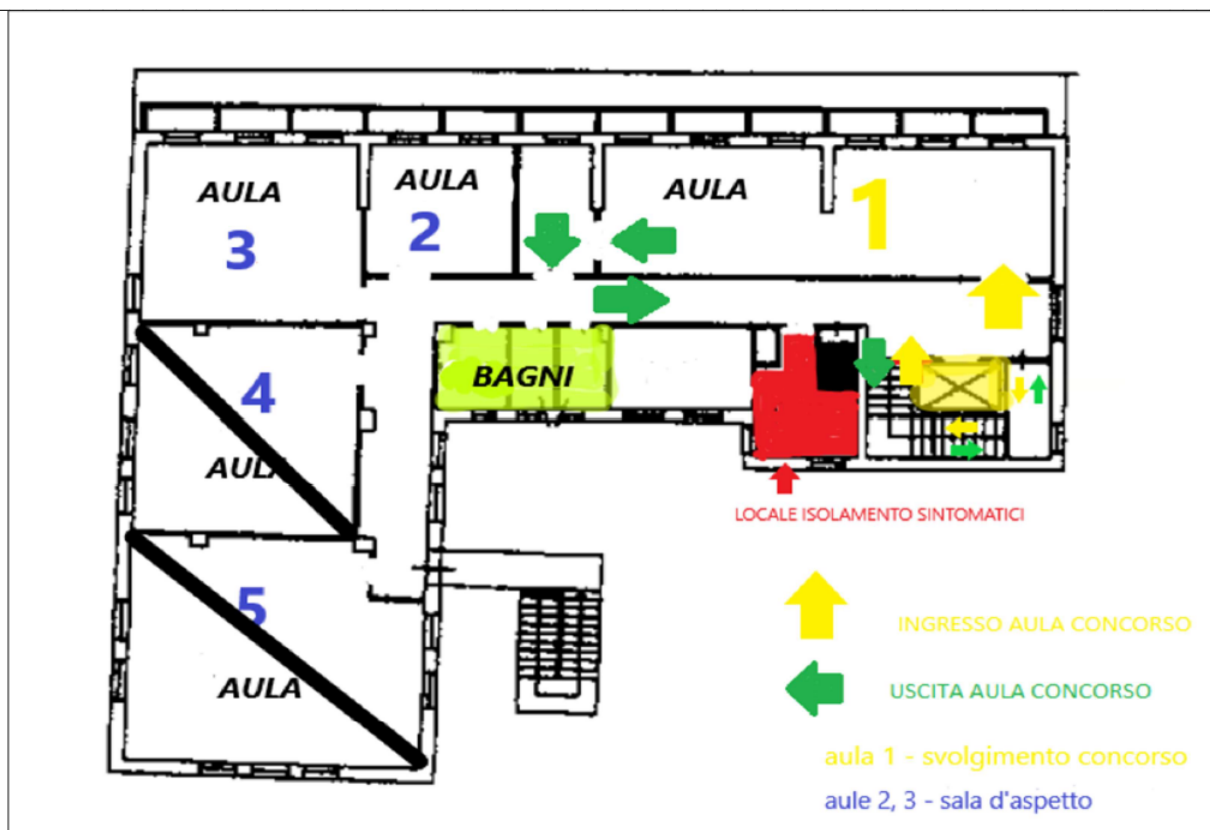 AULA
3
AULA
2
AULA
1
4
AULA
BAGNI
LOCALE ISOLAMENTO SINTOMATICI
5
AULA
INGRESSO AULA CONCORSO
USCITA AULA CONCORSO
aula 1 - svolgimento concorso
aule 2, 3 - sala d'aspetto